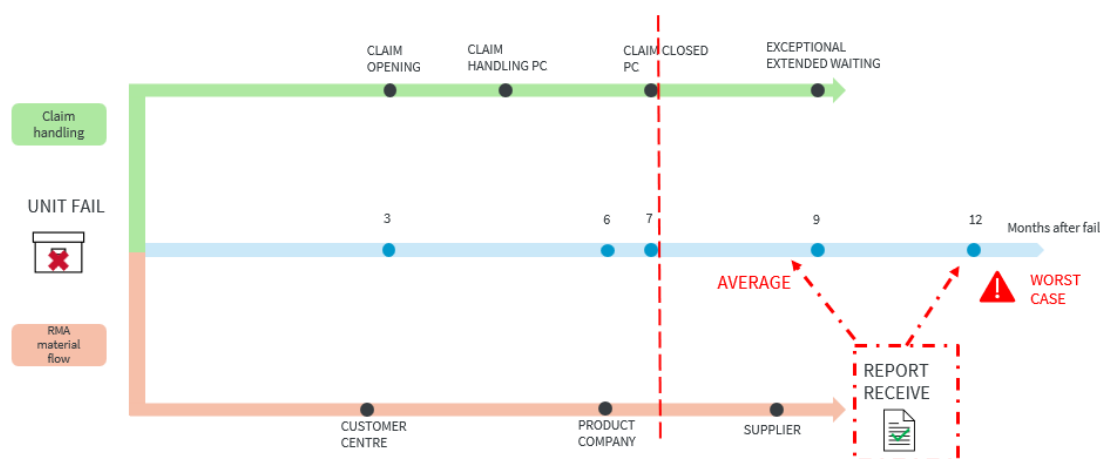 CLAIM
OPENING
CLAIM
HANDLING PC
CLAIM CLOSED
PC
EXCEPTIONAL
EXTENDED WAITING
Claim
handling
UNIT FAIL
3
6
7
9
12
Months after fail
AVERAGE
WORST
CASE
RMA
material
flow
REPORT
RECEIVE
CUSTOMER
CENTRE
PRODUCT
COMPANY
SUPPLIER